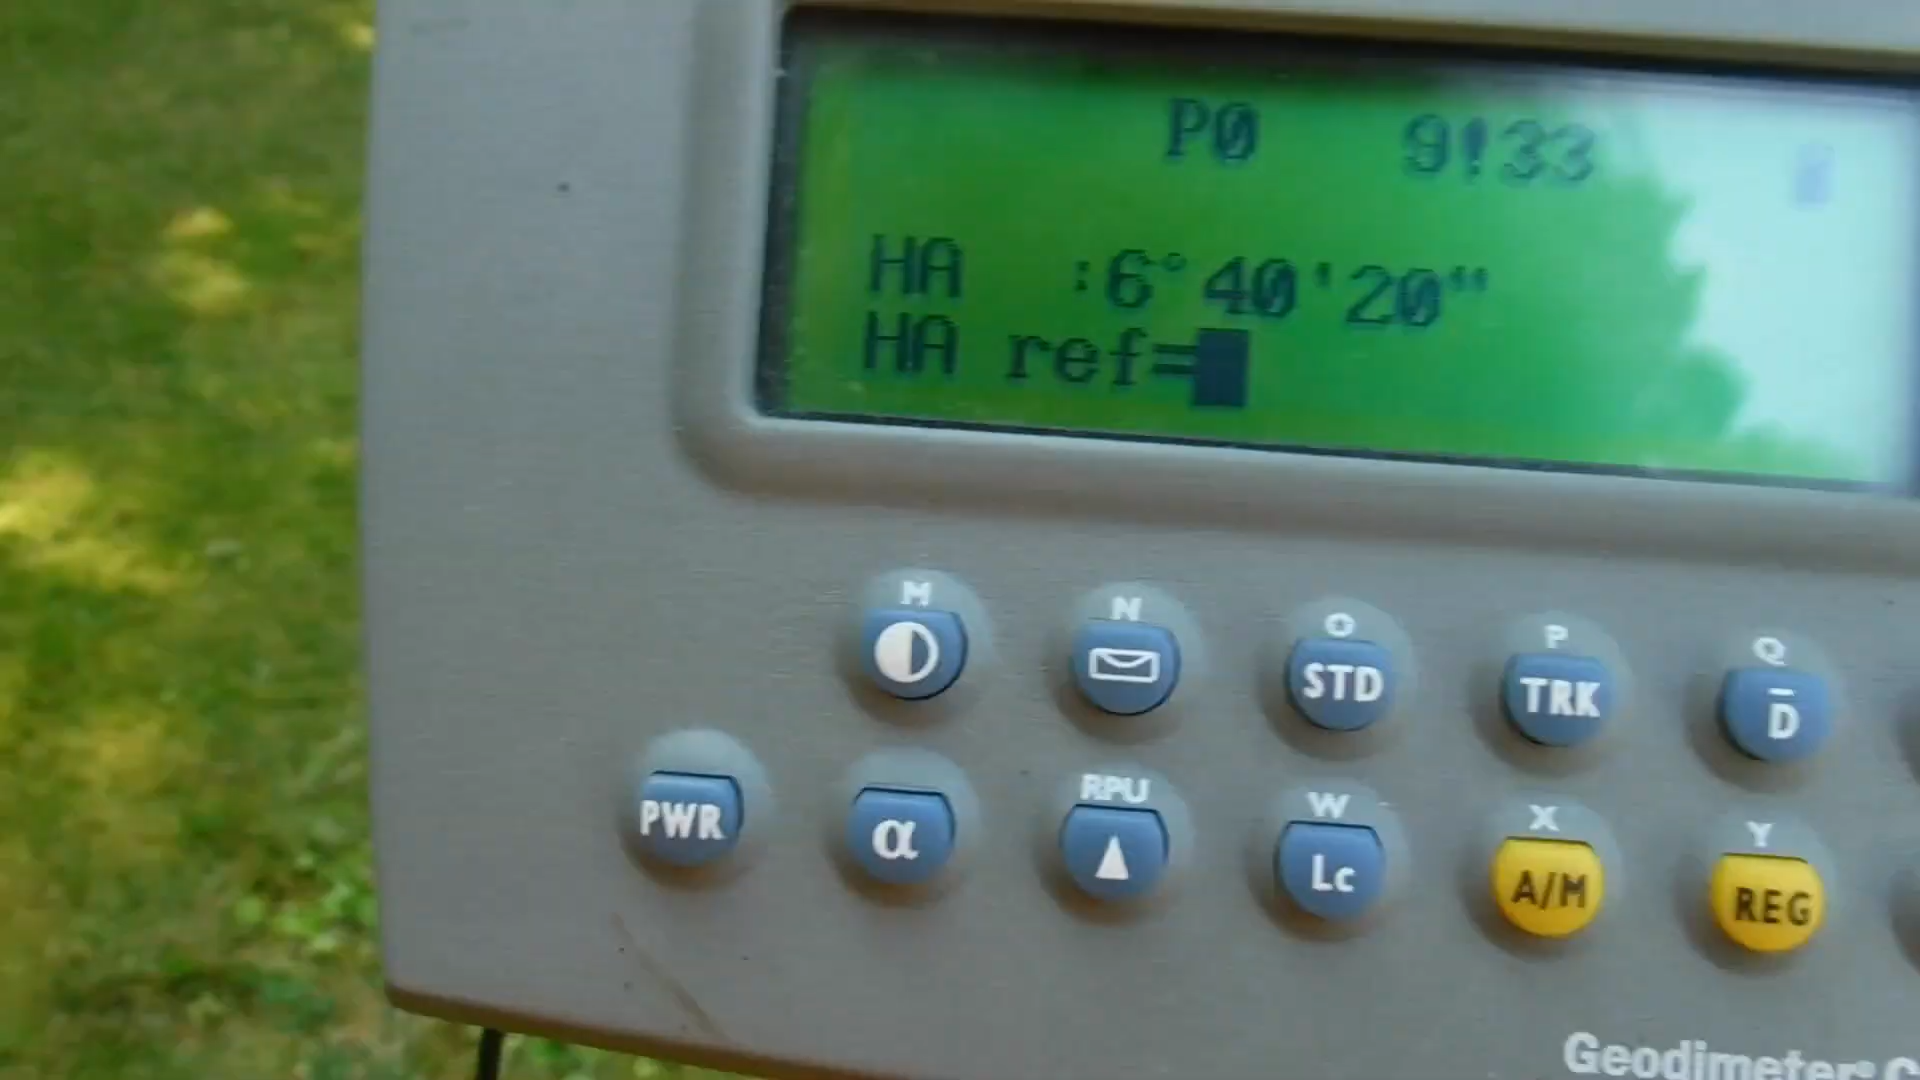 P0 9!33
HA :6°40'20"
HA ref=
M N O P Q
STD TRK D̄
RPU W X Y
PWR α Lc A/M REG
Geodimeter®